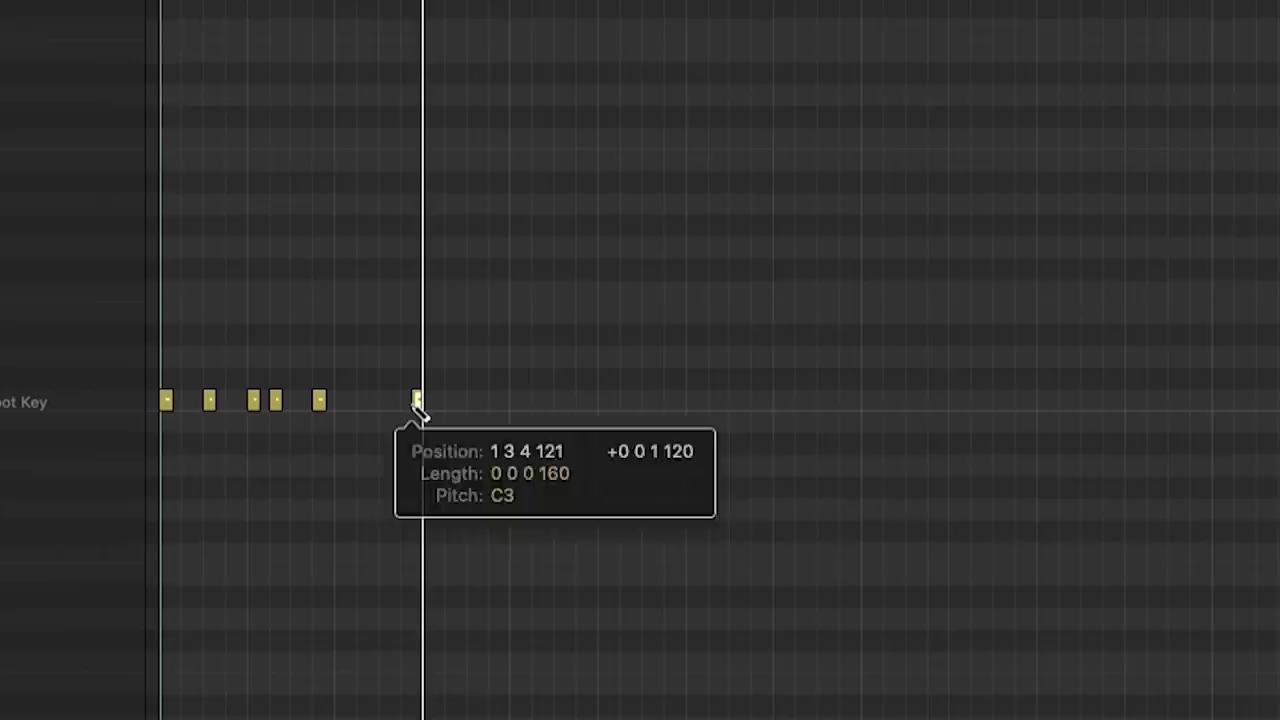 oot Key
Position: 1 3 4 121 +0 0 1 120
Length: 0 0 0 160
Pitch: C3